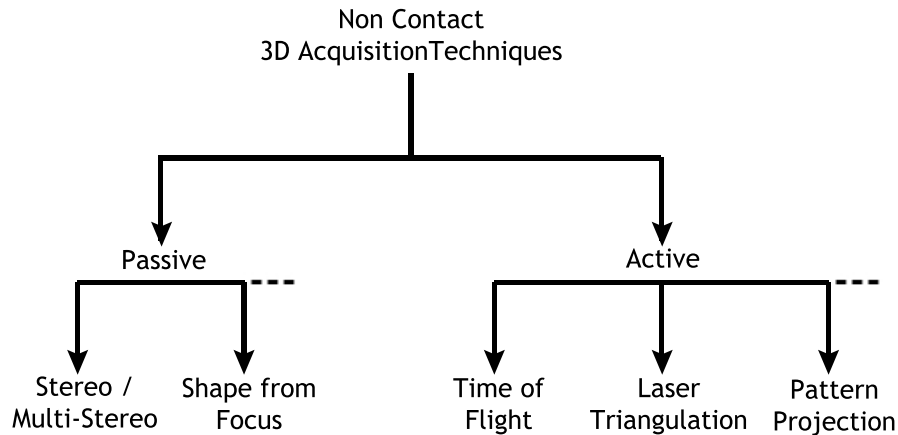 Non Contact
3D AcquisitionTechniques
Passive
Active
Stereo /
Multi-Stereo
Shape from
Focus
Time of
Flight
Laser
Triangulation
Pattern
Projection